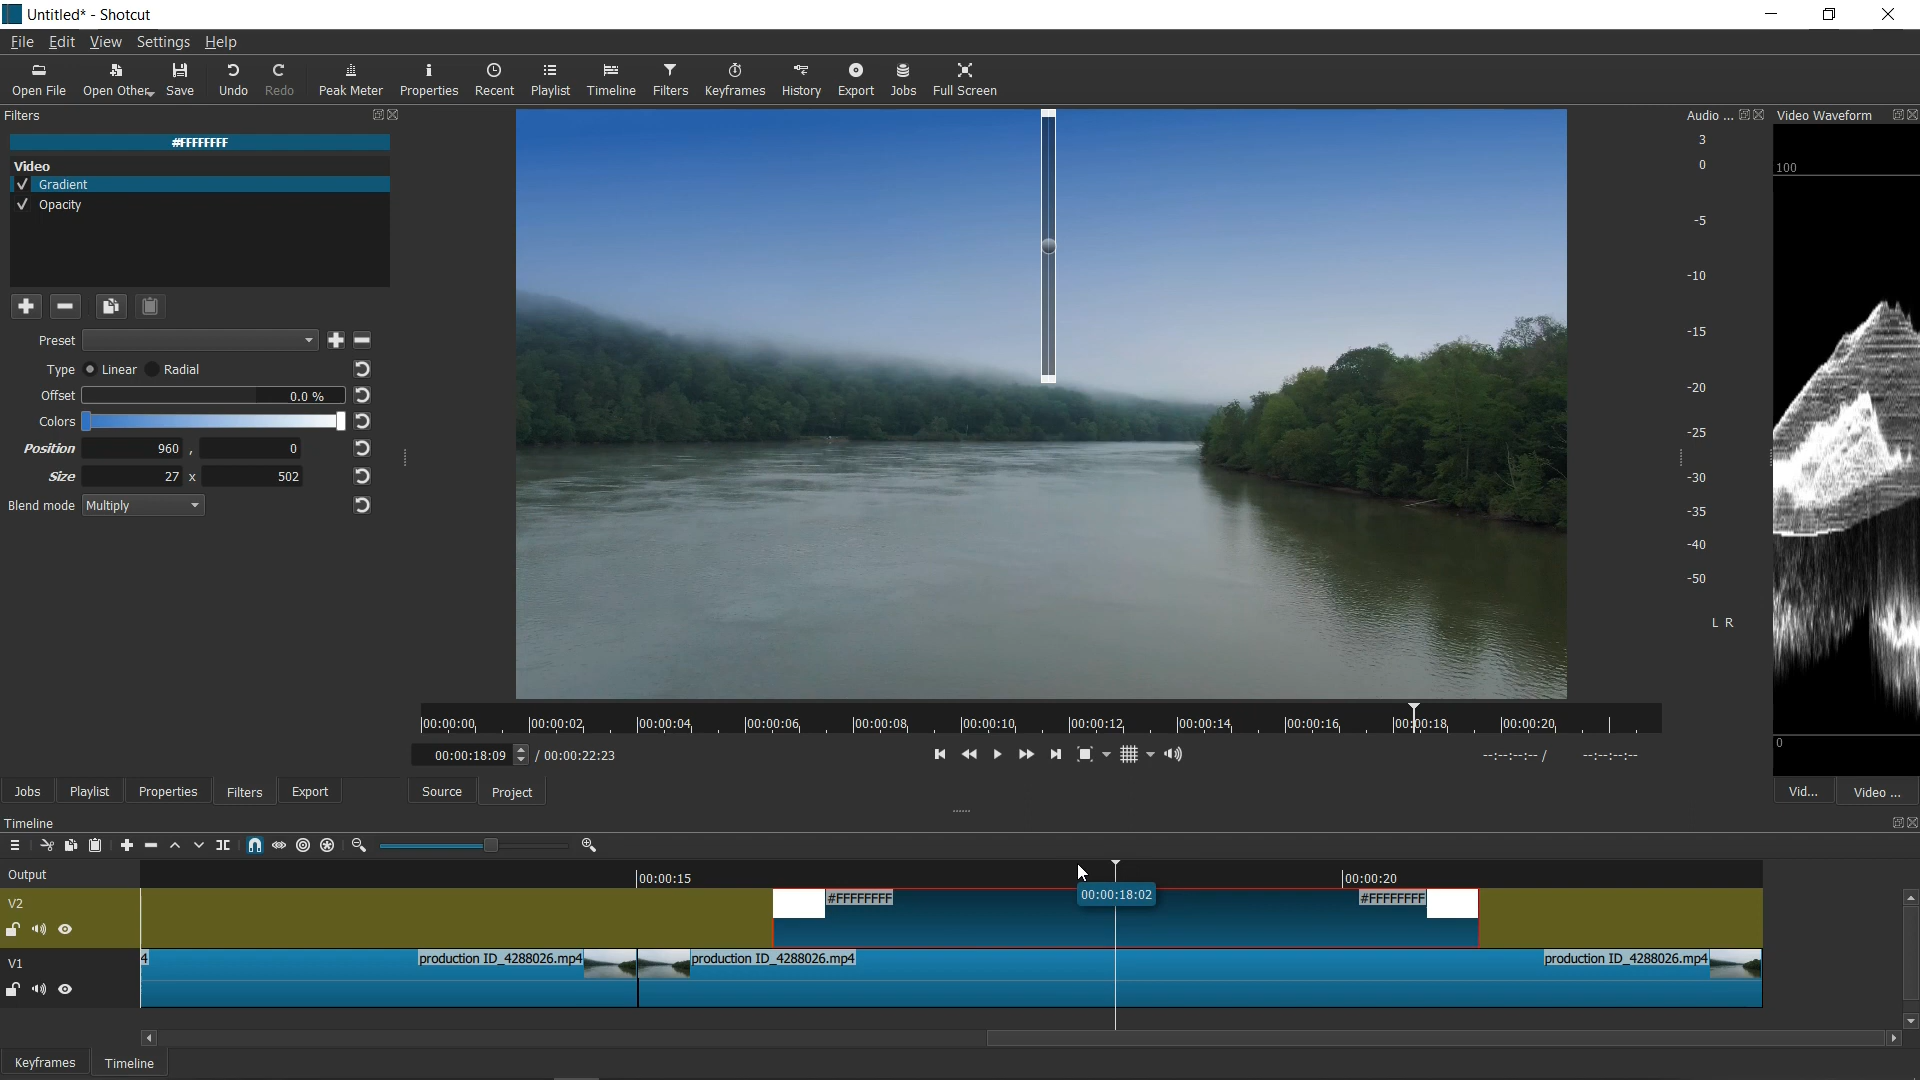 Untitled* - Shotcut
File Edit View Settings Help
Open File Open Other Save Undo Redo Peak Meter Properties Recent Playlist Timeline Filters Keyframes History Export Jobs Full Screen
Filters
#FFFFFFFF
Video
Gradient
Opacity
Preset
Type Linear Radial
Offset 0.0 %
Colors
Position 960 , 0
Size 27 x 502
Blend mode Multiply
Audio ...
3
0
-5
-10
-15
-20
-25
-30
-35
-40
-45
-50
L R
Video Waveform
100
0
00:00:00 00:00:02 00:00:04 00:00:06 00:00:08 00:00:10 00:00:12 00:00:14 00:00:16 00:00:18 00:00:20
00:00:18:09 / 00:00:22:23 --:--:--:-- / --:--:--:--
Jobs Playlist Properties Filters Export Source Project Vid... Video ...
Timeline
Output 00:00:15 00:00:20
00:00:18:02
V2 #FFFFFFFF #FFFFFFFF
V1 4 production ID_4288026.mp4 production ID_4288026.mp4 production ID_4288026.mp4
Keyframes Timeline